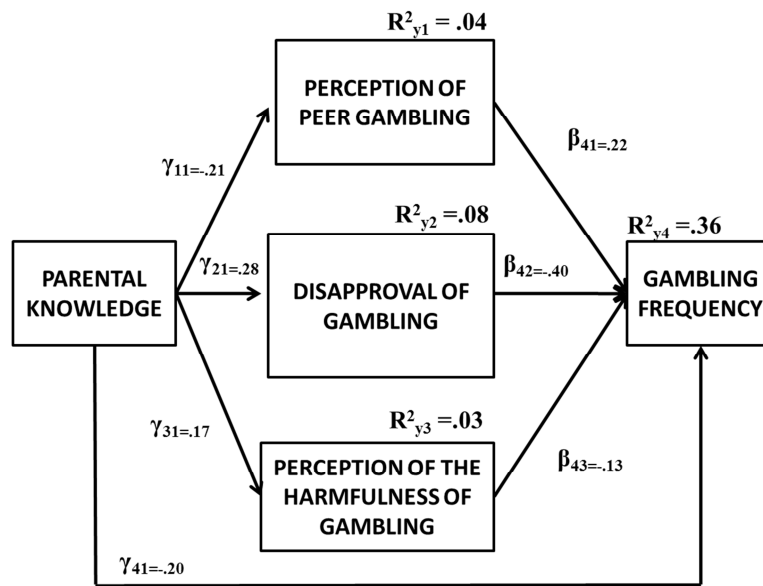 R²y1 = .04
PERCEPTION OF
PEER GAMBLING
γ11=-.21
β41=.22
R²y2 =.08
R²y4 =.36
PARENTAL
KNOWLEDGE
γ21=.28
DISAPPROVAL OF
GAMBLING
β42=-.40
GAMBLING
FREQUENCY
γ31=.17
R²y3 =.03
PERCEPTION OF THE
HARMFULNESS OF
GAMBLING
β43=-.13
γ41=-.20